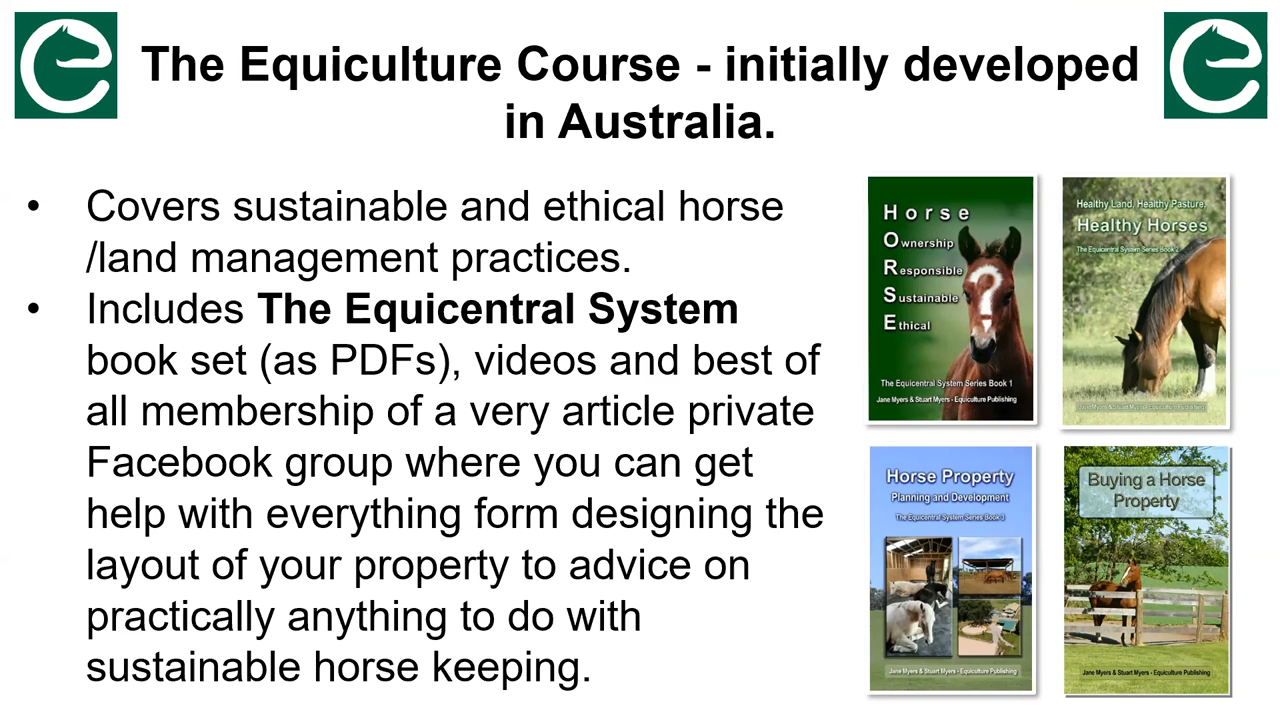 The Equiculture Course - initially developed
in Australia.
• Covers sustainable and ethical horse
/land management practices.
• Includes The Equicentral System
book set (as PDFs), videos and best of
all membership of a very article private
Facebook group where you can get
help with everything form designing the
layout of your property to advice on
practically anything to do with
sustainable horse keeping.
Horse
Ownership
Responsible
Sustainable
Ethical
The Equicentral System Series Book 1
Jane Myers & Stuart Myers - Equiculture Publishing
Healthy Land, Healthy Pasture,
Healthy Horses
The Equicentral System Series Book 2
Jane Myers & Stuart Myers - Equiculture Publishing
Horse Property
Planning and Development
The Equicentral System Series Book 3
Jane Myers & Stuart Myers - Equiculture Publishing
Buying a Horse
Property
Jane Myers & Stuart Myers - Equiculture Publishing